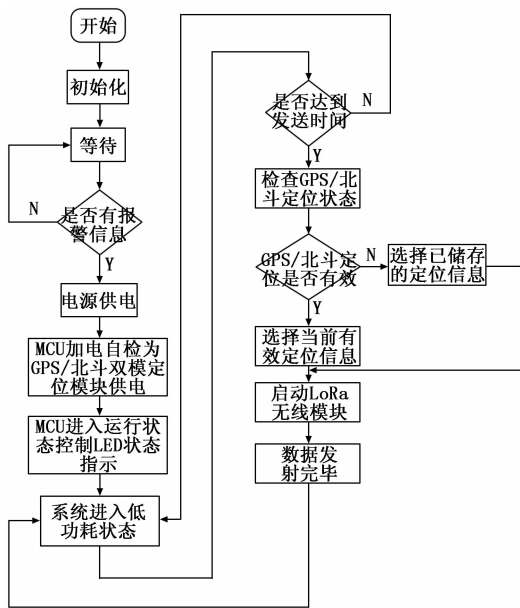 开始
初始化
等待
N
是否有报
警信息
Y
电源供电
MCU加电自检为
GPS/北斗双模定
位模块供电
MCU进入运行状
态控制LED状态
指示
系统进入低
功耗状态
是否达到
发送时间
N
Y
检查GPS/北
斗定位状态
GPS/北斗定
位是否有效
N
选择已储存
的定位信息
Y
选择当前有
效定位信息
启动LoRa
无线模块
数据发
射完毕